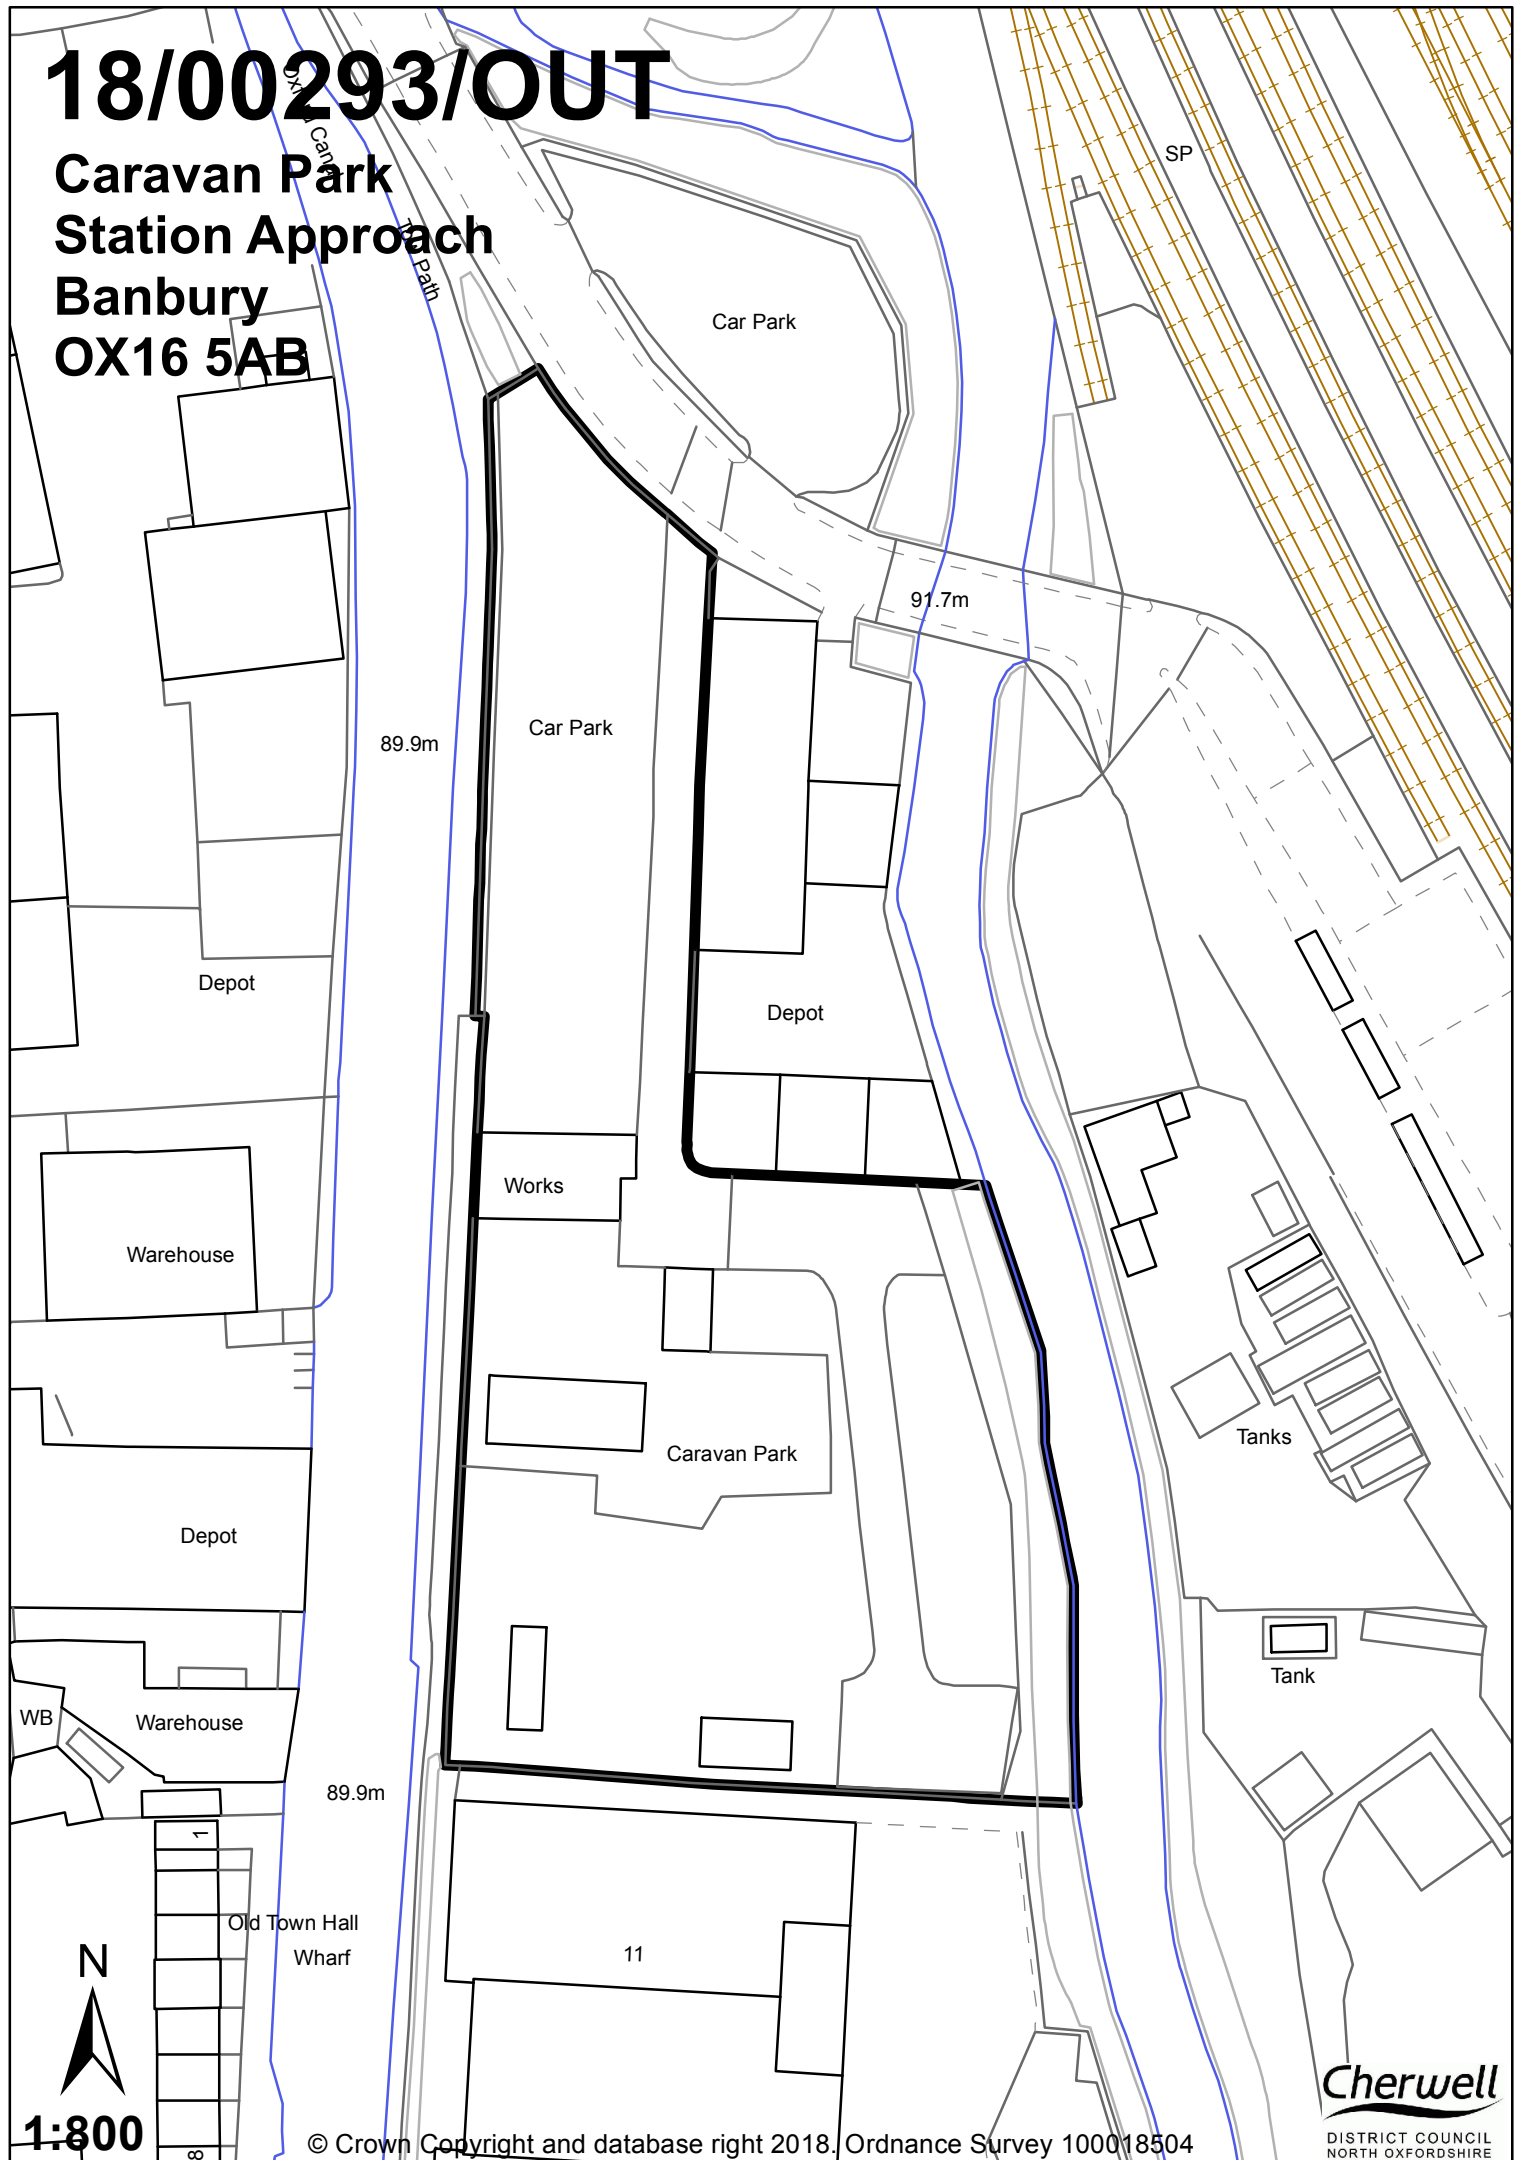 18/00293/OUT
Caravan Park
Station Approach
Banbury
OX16 5AB
Oxford Canal
Tow Path
SP
Car Park
91.7m
Car Park
89.9m
Depot
Depot
Works
Warehouse
Caravan Park
Tanks
Depot
Tank
WB
Warehouse
89.9m
1
Old Town Hall
Wharf
11
N
8
1:800
© Crown Copyright and database right 2018. Ordnance Survey 100018504
Cherwell
DISTRICT COUNCIL
NORTH OXFORDSHIRE